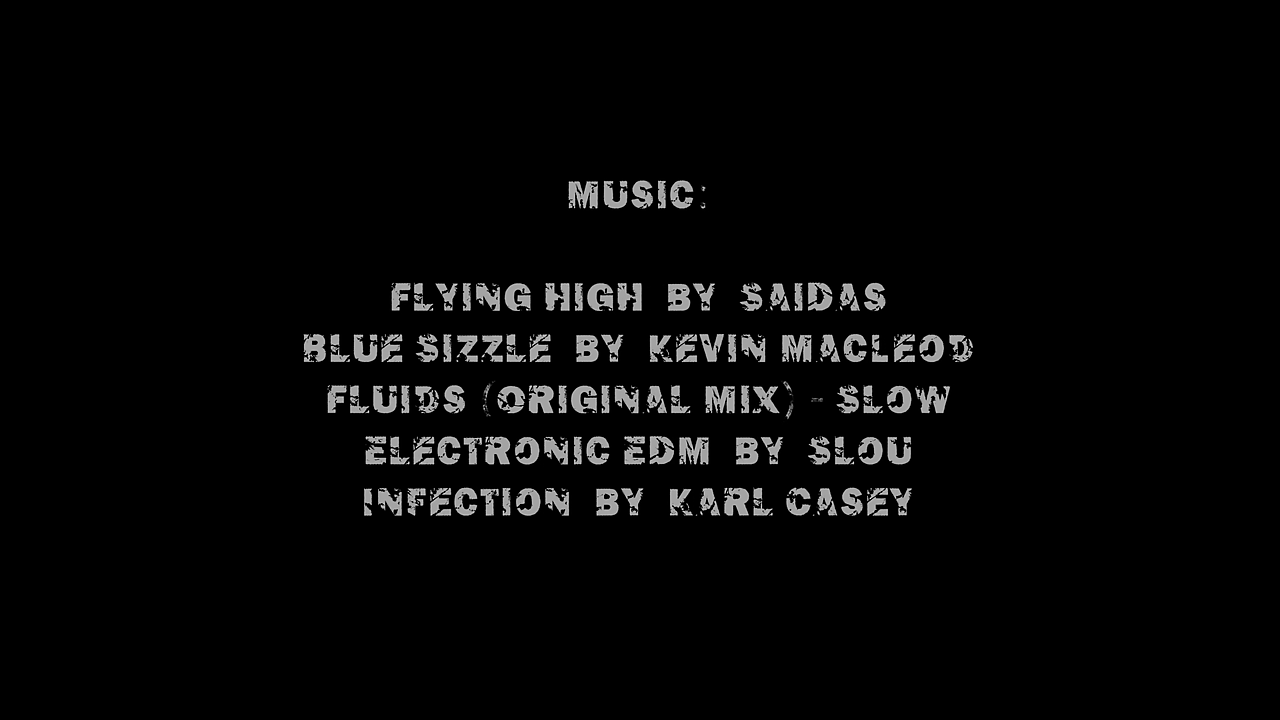 MUSIC:
FLYING HIGH BY SAIDAS
BLUE SIZZLE BY KEVIN MACLEOD
FLUIDS (ORIGINAL MIX) - SLOW
ELECTRONIC EDM BY SLOU
INFECTION BY KARL CASEY